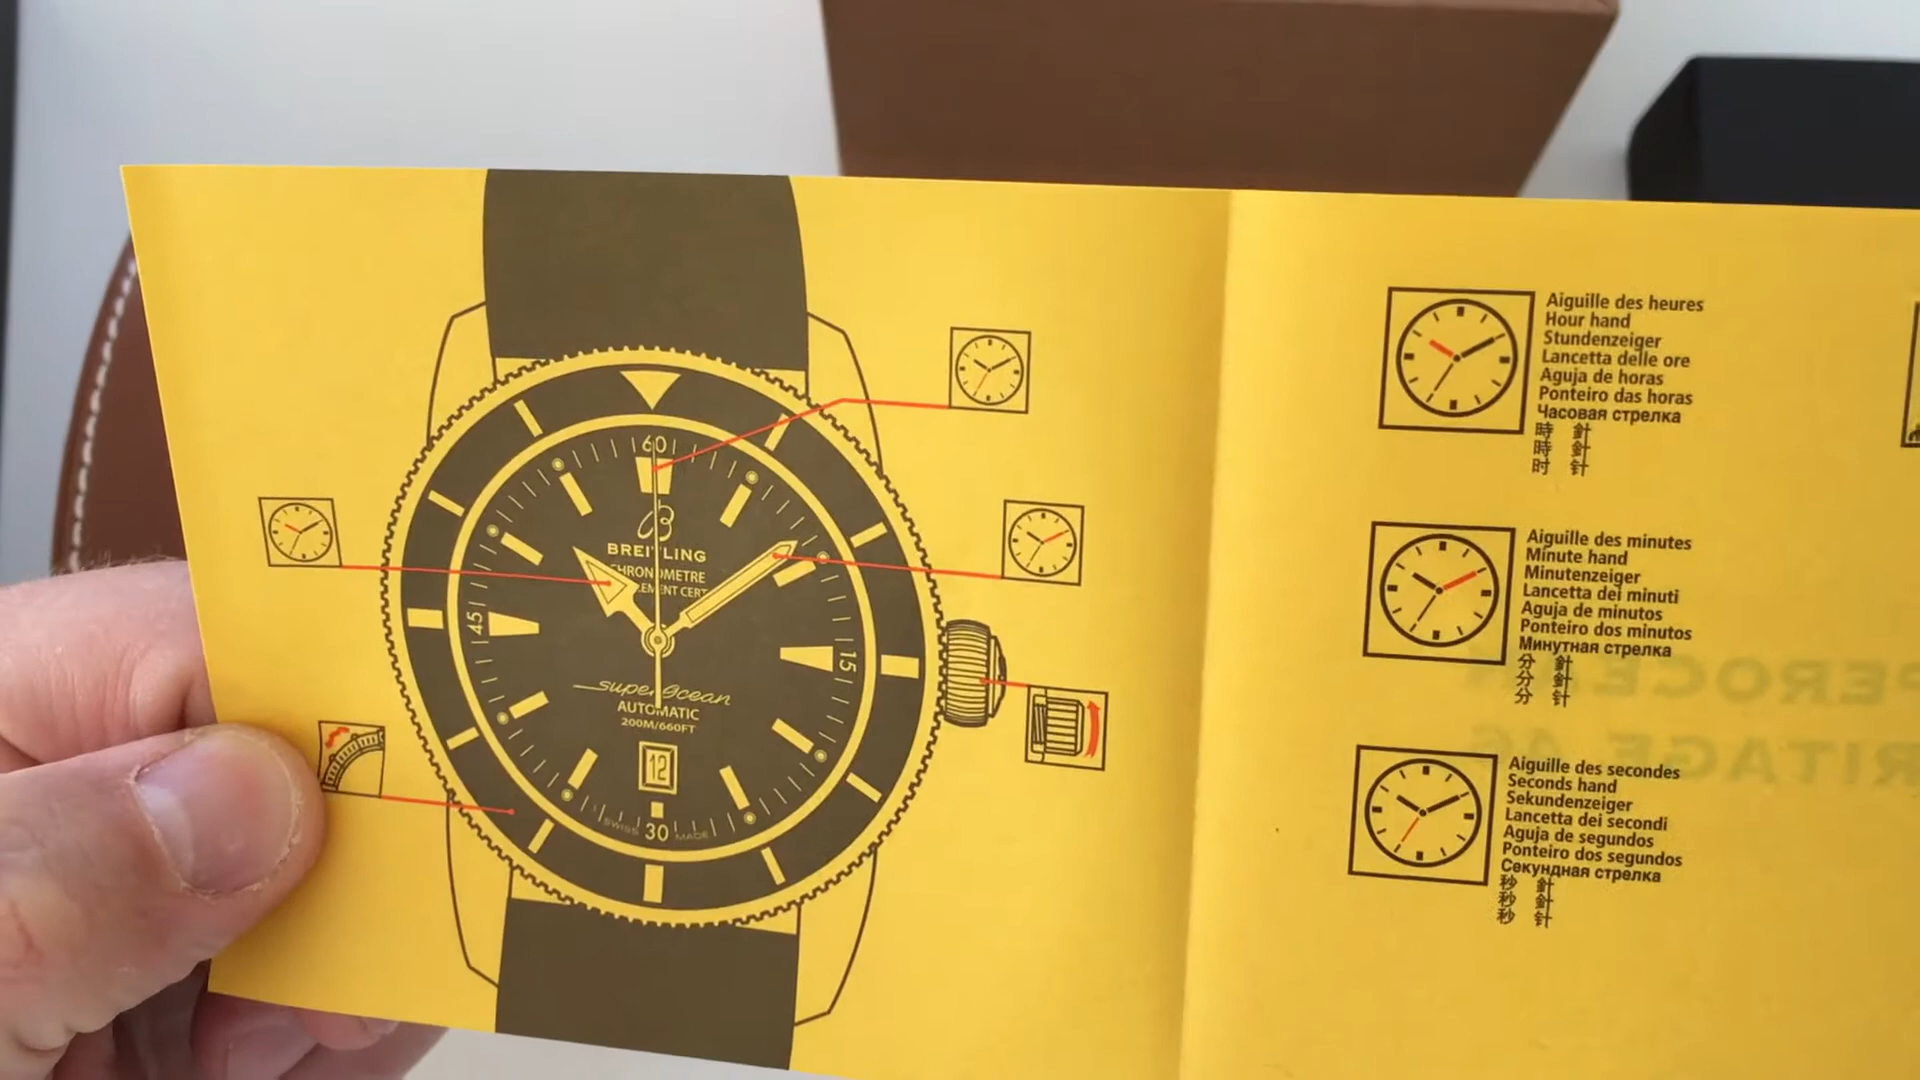 60
BREITLING
CHRONOMETRE
CERT
45
15
superocean
AUTOMATIC
200M/660FT
12
SWISS 30 MADE
Aiguille des heures
Hour hand
Stundenzeiger
Lancetta delle ore
Aguja de horas
Ponteiro das horas
Часовая стрелка
時 針
時 針
时 针
Aiguille des minutes
Minute hand
Minutenzeiger
Lancetta dei minuti
Aguja de minutos
Ponteiro dos minutos
Минутная стрелка
分 針
分 針
分 针
Aiguille des secondes
Seconds hand
Sekundenzeiger
Lancetta dei secondi
Aguja de segundos
Ponteiro dos segundos
Секундная стрелка
秒 針
秒 針
秒 针